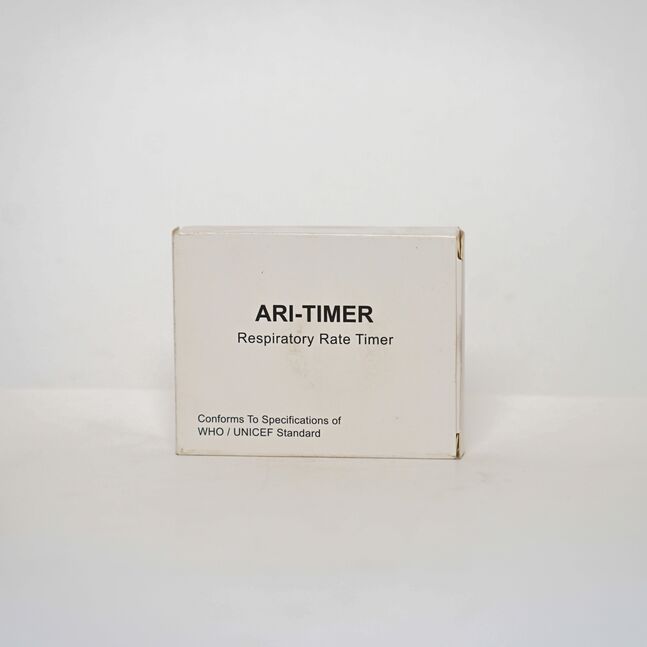 ARI-TIMER
Respiratory Rate Timer
Conforms To Specifications of
WHO / UNICEF Standard